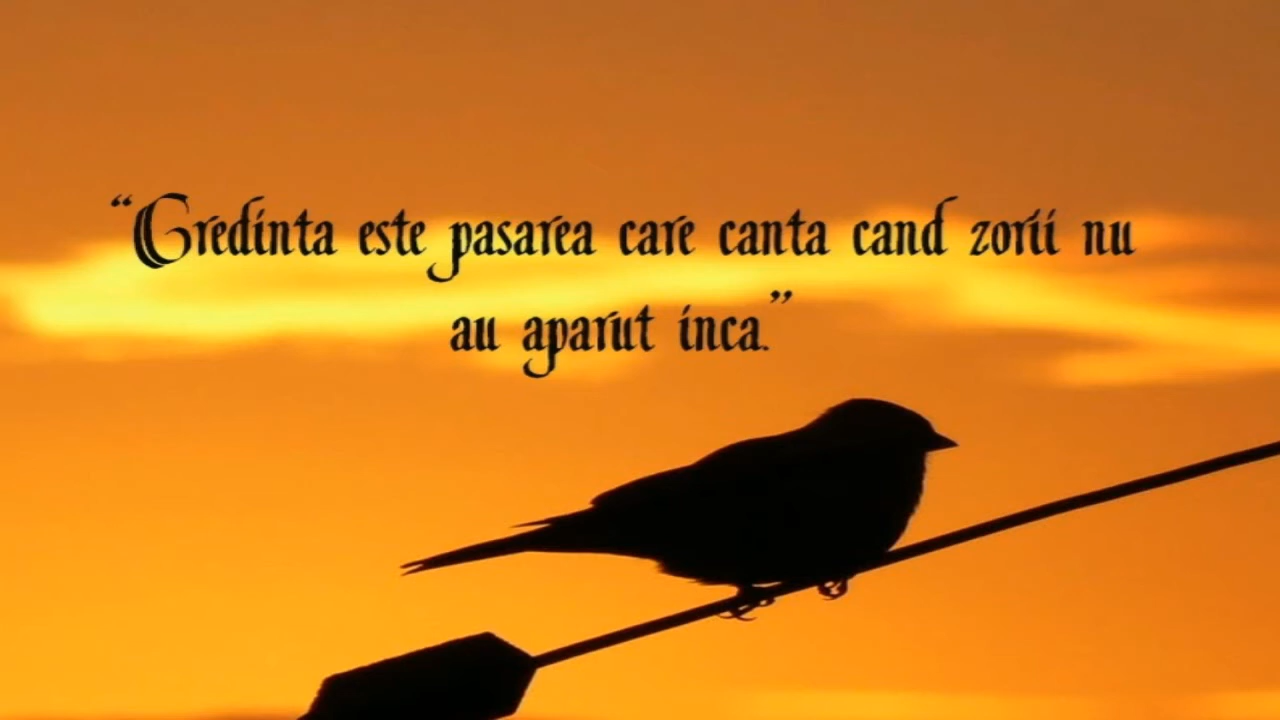 “Credinta este pasarea care canta cand zorii nu
au aparut inca.”